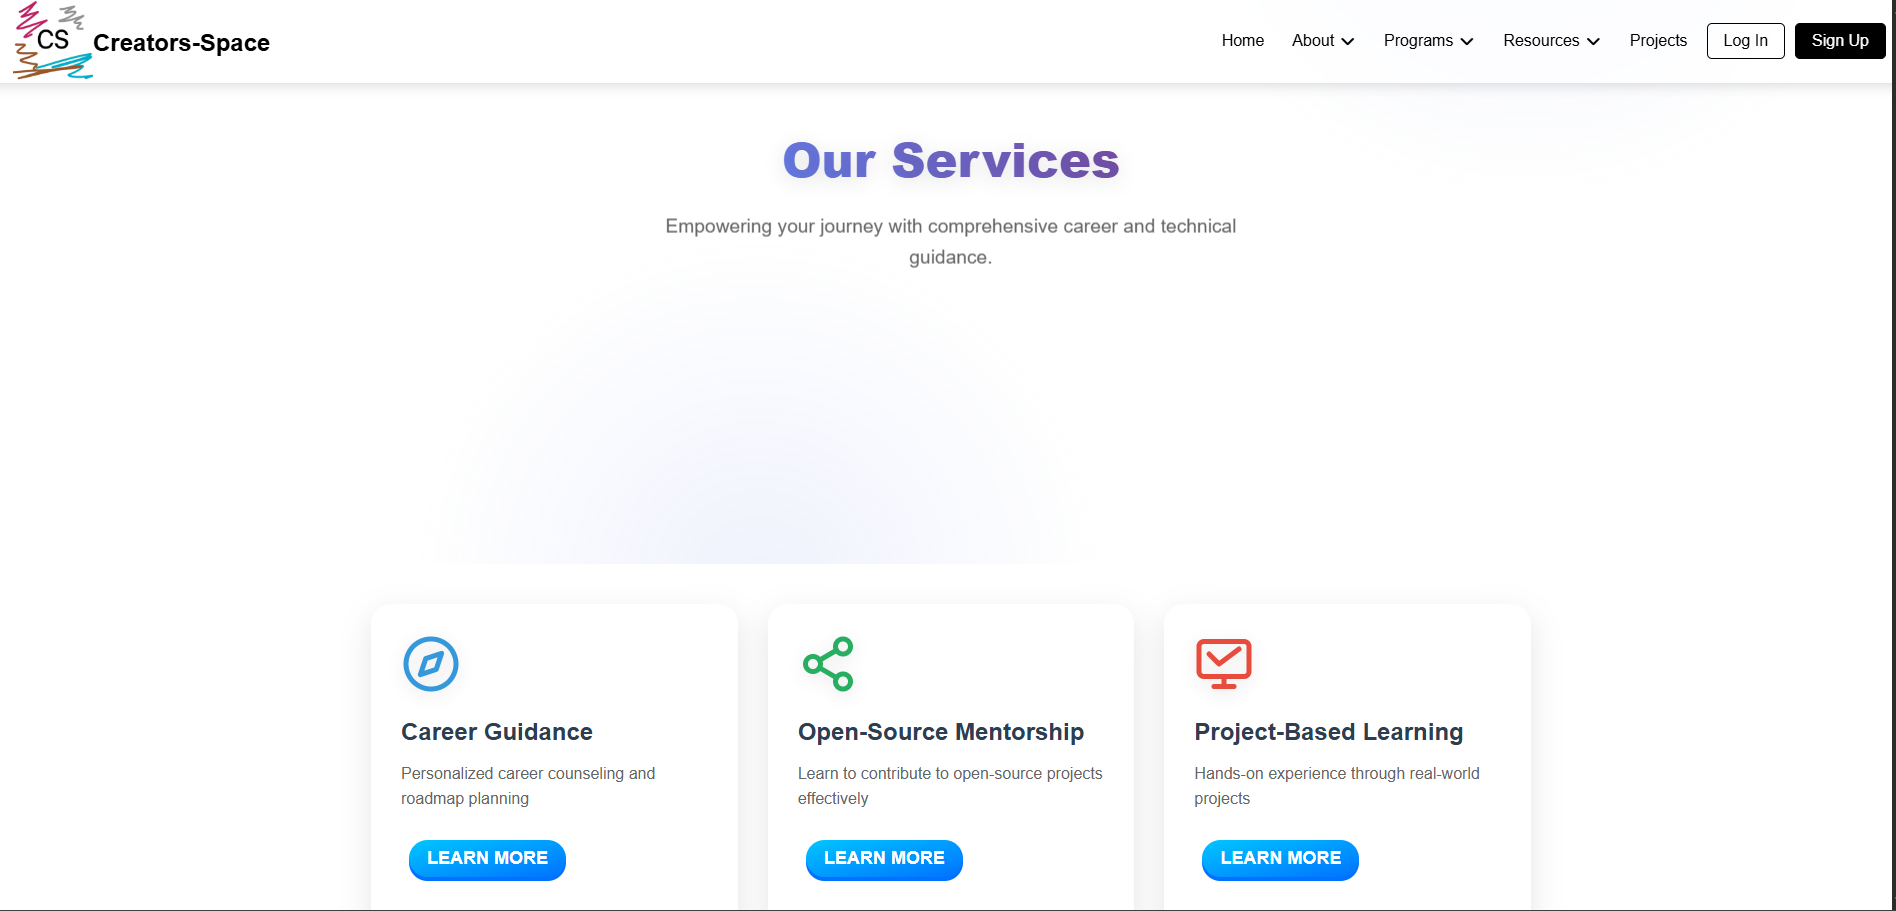 CS
Creators-Space
Home
About
Programs
Resources
Projects
Log In
Sign Up
Our Services
Empowering your journey with comprehensive career and technical
guidance.
Career Guidance
Personalized career counseling and
roadmap planning
LEARN MORE
Open-Source Mentorship
Learn to contribute to open-source projects
effectively
LEARN MORE
Project-Based Learning
Hands-on experience through real-world
projects
LEARN MORE